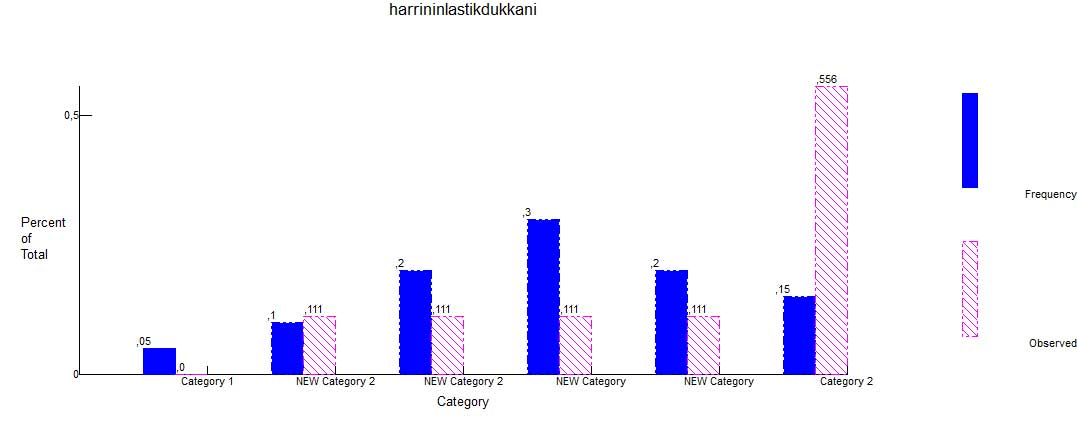 harrininlastikdukkani
,556
0,5
Frequency
,3
Percent
of
Total
,2
,2
,15
,1
,111
,111
,111
,111
,05
,0
Observed
0
Category 1
NEW Category 2
NEW Category 2
NEW Category
NEW Category
Category 2
Category